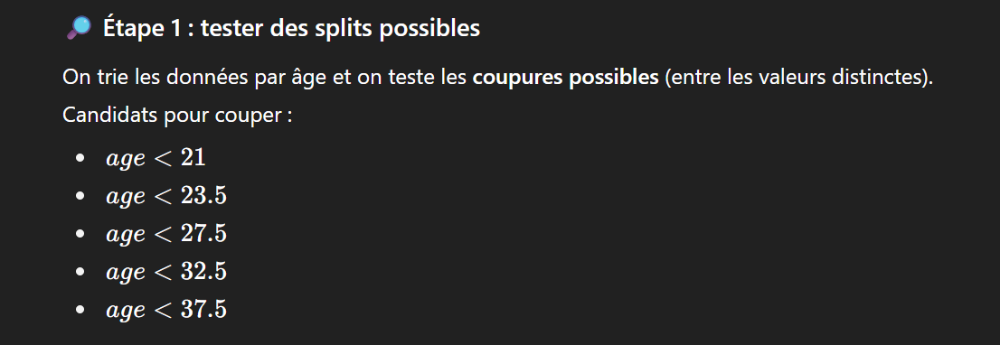 🔎 Étape 1 : tester des splits possibles
On trie les données par âge et on teste les coupures possibles (entre les valeurs distinctes).
Candidats pour couper :
• age < 21
• age < 23.5
• age < 27.5
• age < 32.5
• age < 37.5